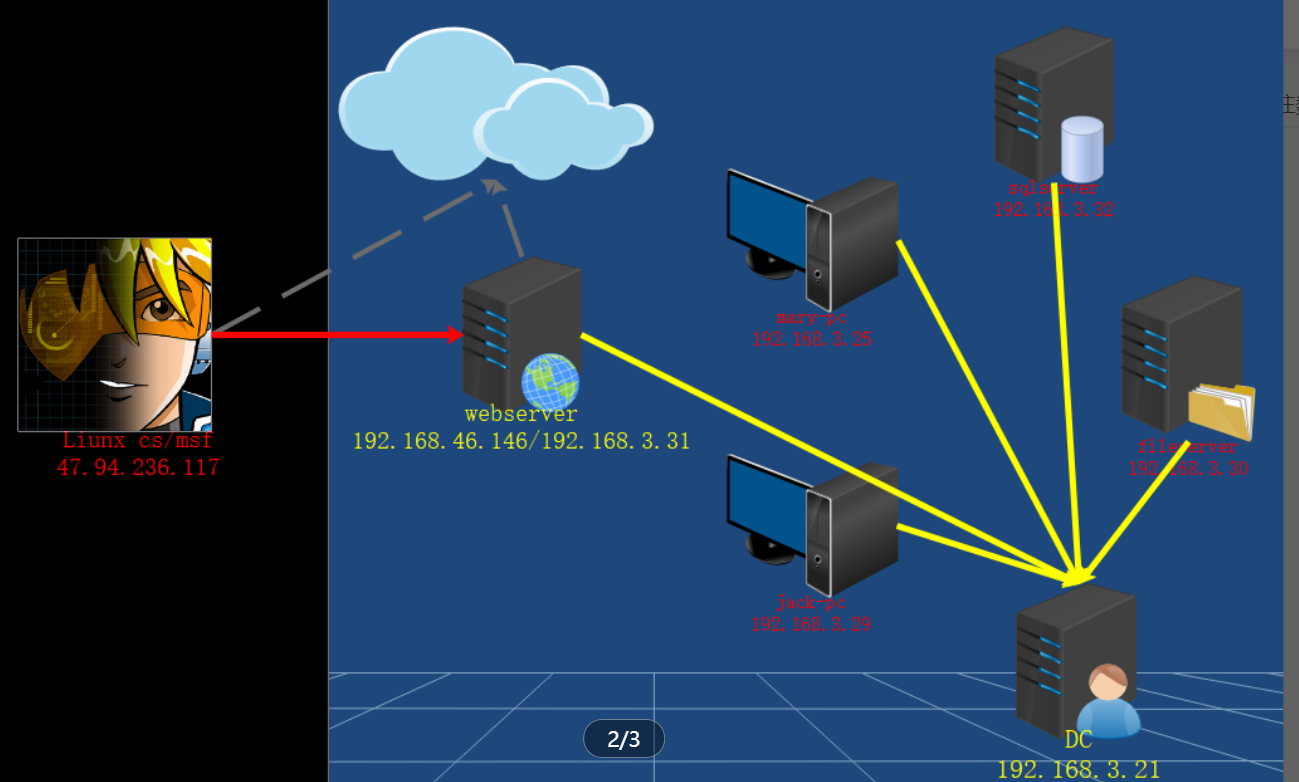 sqlserver
192.168.3.32
mary-pc
192.168.3.25
webserver
192.168.46.146/192.168.3.31
Liunx cs/msf
47.94.236.117
fileserver
192.168.3.30
jack-pc
192.168.3.29
DC
192.168.3.21
2/3